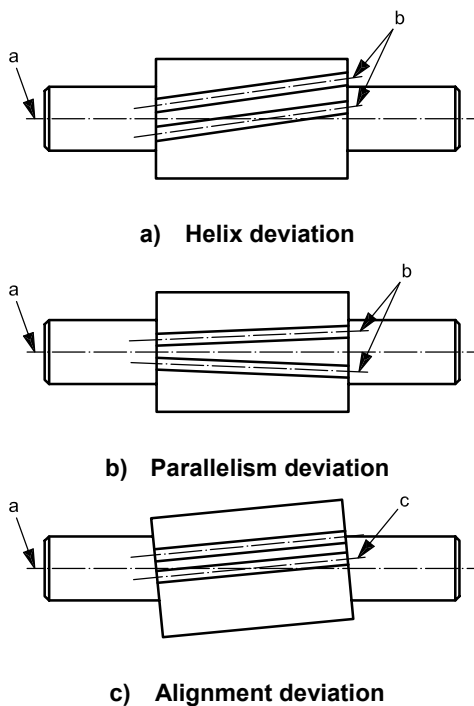 b
a
a) Helix deviation
b
a
b) Parallelism deviation
a
c
c) Alignment deviation